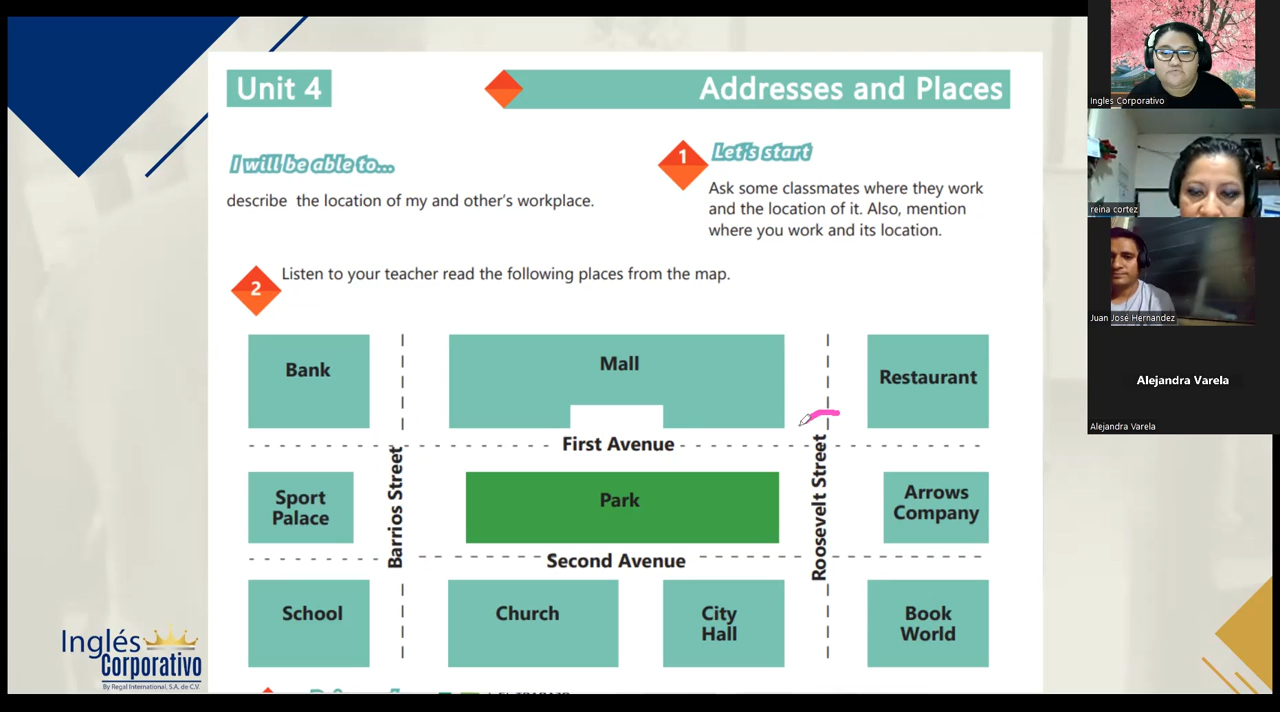 Unit 4
Addresses and Places
I will be able to...
describe the location of my and other's workplace.
1
Let's start
Ask some classmates where they work
and the location of it. Also, mention
where you work and its location.
2
Listen to your teacher read the following places from the map.
Bank
Mall
Restaurant
First Avenue
Sport
Palace
Barrios Street
Park
Roosevelt Street
Arrows
Company
Second Avenue
School
Church
City
Hall
Book
World
Inglés
Corporativo
By Regal International, S.A. de C.V.
Ingles Corporativo
reina cortez
Juan José Hernandez
Alejandra Varela
Alejandra Varela